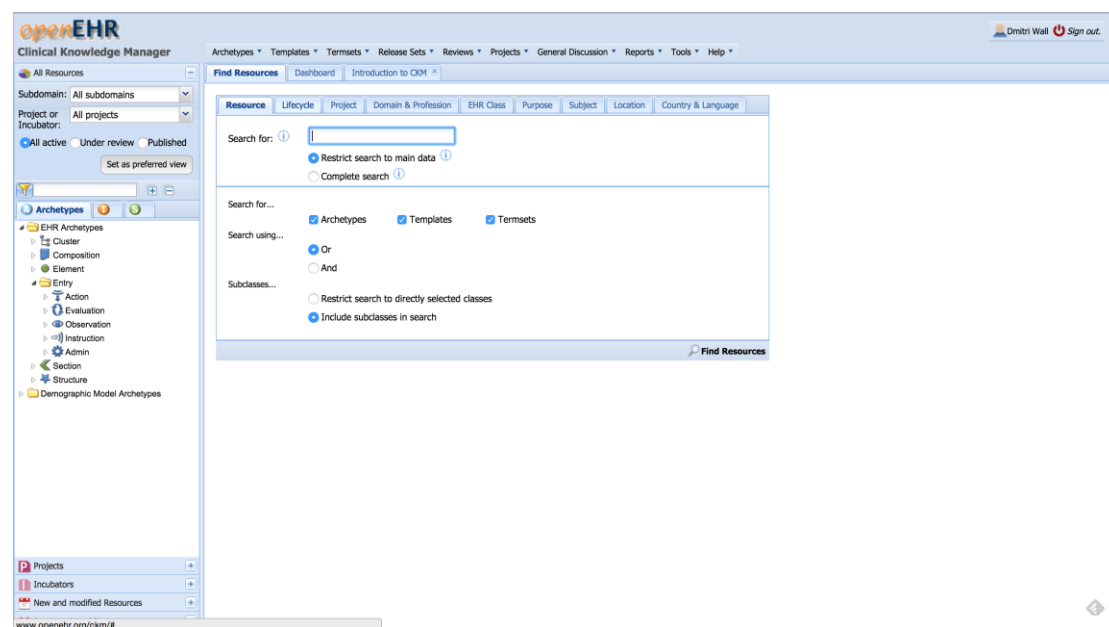 openEHR
Clinical Knowledge Manager
Dmitri Wall Sign out.
Archetypes Templates Termsets Release Sets Reviews Projects General Discussion Reports Tools Help
All Resources
Subdomain: All subdomains
Project or Incubator: All projects
All active Under review Published
Set as preferred view
Archetypes T S
EHR Archetypes
Cluster
Composition
Element
Entry
Action
Evaluation
Observation
Instruction
Admin
Section
Structure
Demographic Model Archetypes
Projects
Incubators
New and modified Resources
www.openehr.org/ckm/#
Find Resources Dashboard Introduction to CKM
Resource Lifecycle Project Domain & Profession EHR Class Purpose Subject Location Country & Language
Search for:
Restrict search to main data
Complete search
Search for...
Archetypes Templates Termsets
Search using...
Or
And
Subclasses...
Restrict search to directly selected classes
Include subclasses in search
Find Resources